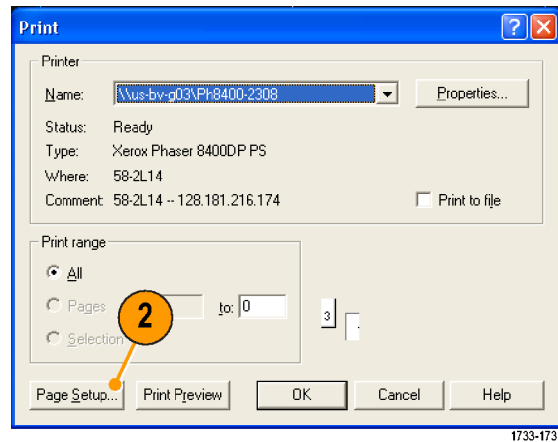 Print
Printer
Name: \\us-bv-g03\Ph8400-2308 Properties...
Status: Ready
Type: Xerox Phaser 8400DP PS
Where: 58-2L14
Comment: 58-2L14 -- 128.181.216.174 Print to file
Print range
All
Pages to: 0
2
3
Selection
Page Setup... Print Preview OK Cancel Help
1733-173